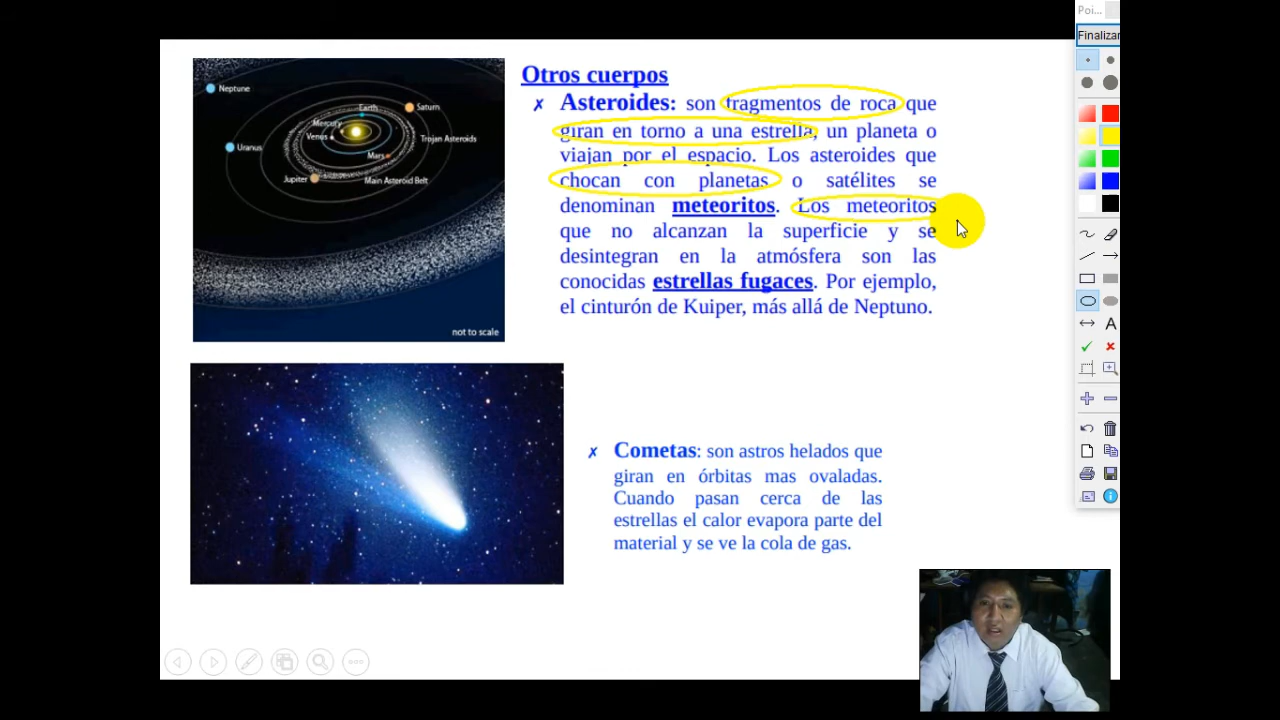 Poi...
Finalizar
Neptune
Earth
Saturn
Mercury
Venus
Trojan Asteroids
Uranus
Mars
Jupiter
Main Asteroid Belt
not to scale
Otros cuerpos
✗ Asteroides: son fragmentos de roca que
giran en torno a una estrella, un planeta o
viajan por el espacio. Los asteroides que
chocan con planetas o satélites se
denominan meteoritos. Los meteoritos
que no alcanzan la superficie y se
desintegran en la atmósfera son las
conocidas estrellas fugaces. Por ejemplo,
el cinturón de Kuiper, más allá de Neptuno.
✗ Cometas: son astros helados que
giran en órbitas mas ovaladas.
Cuando pasan cerca de las
estrellas el calor evapora parte del
material y se ve la cola de gas.
A